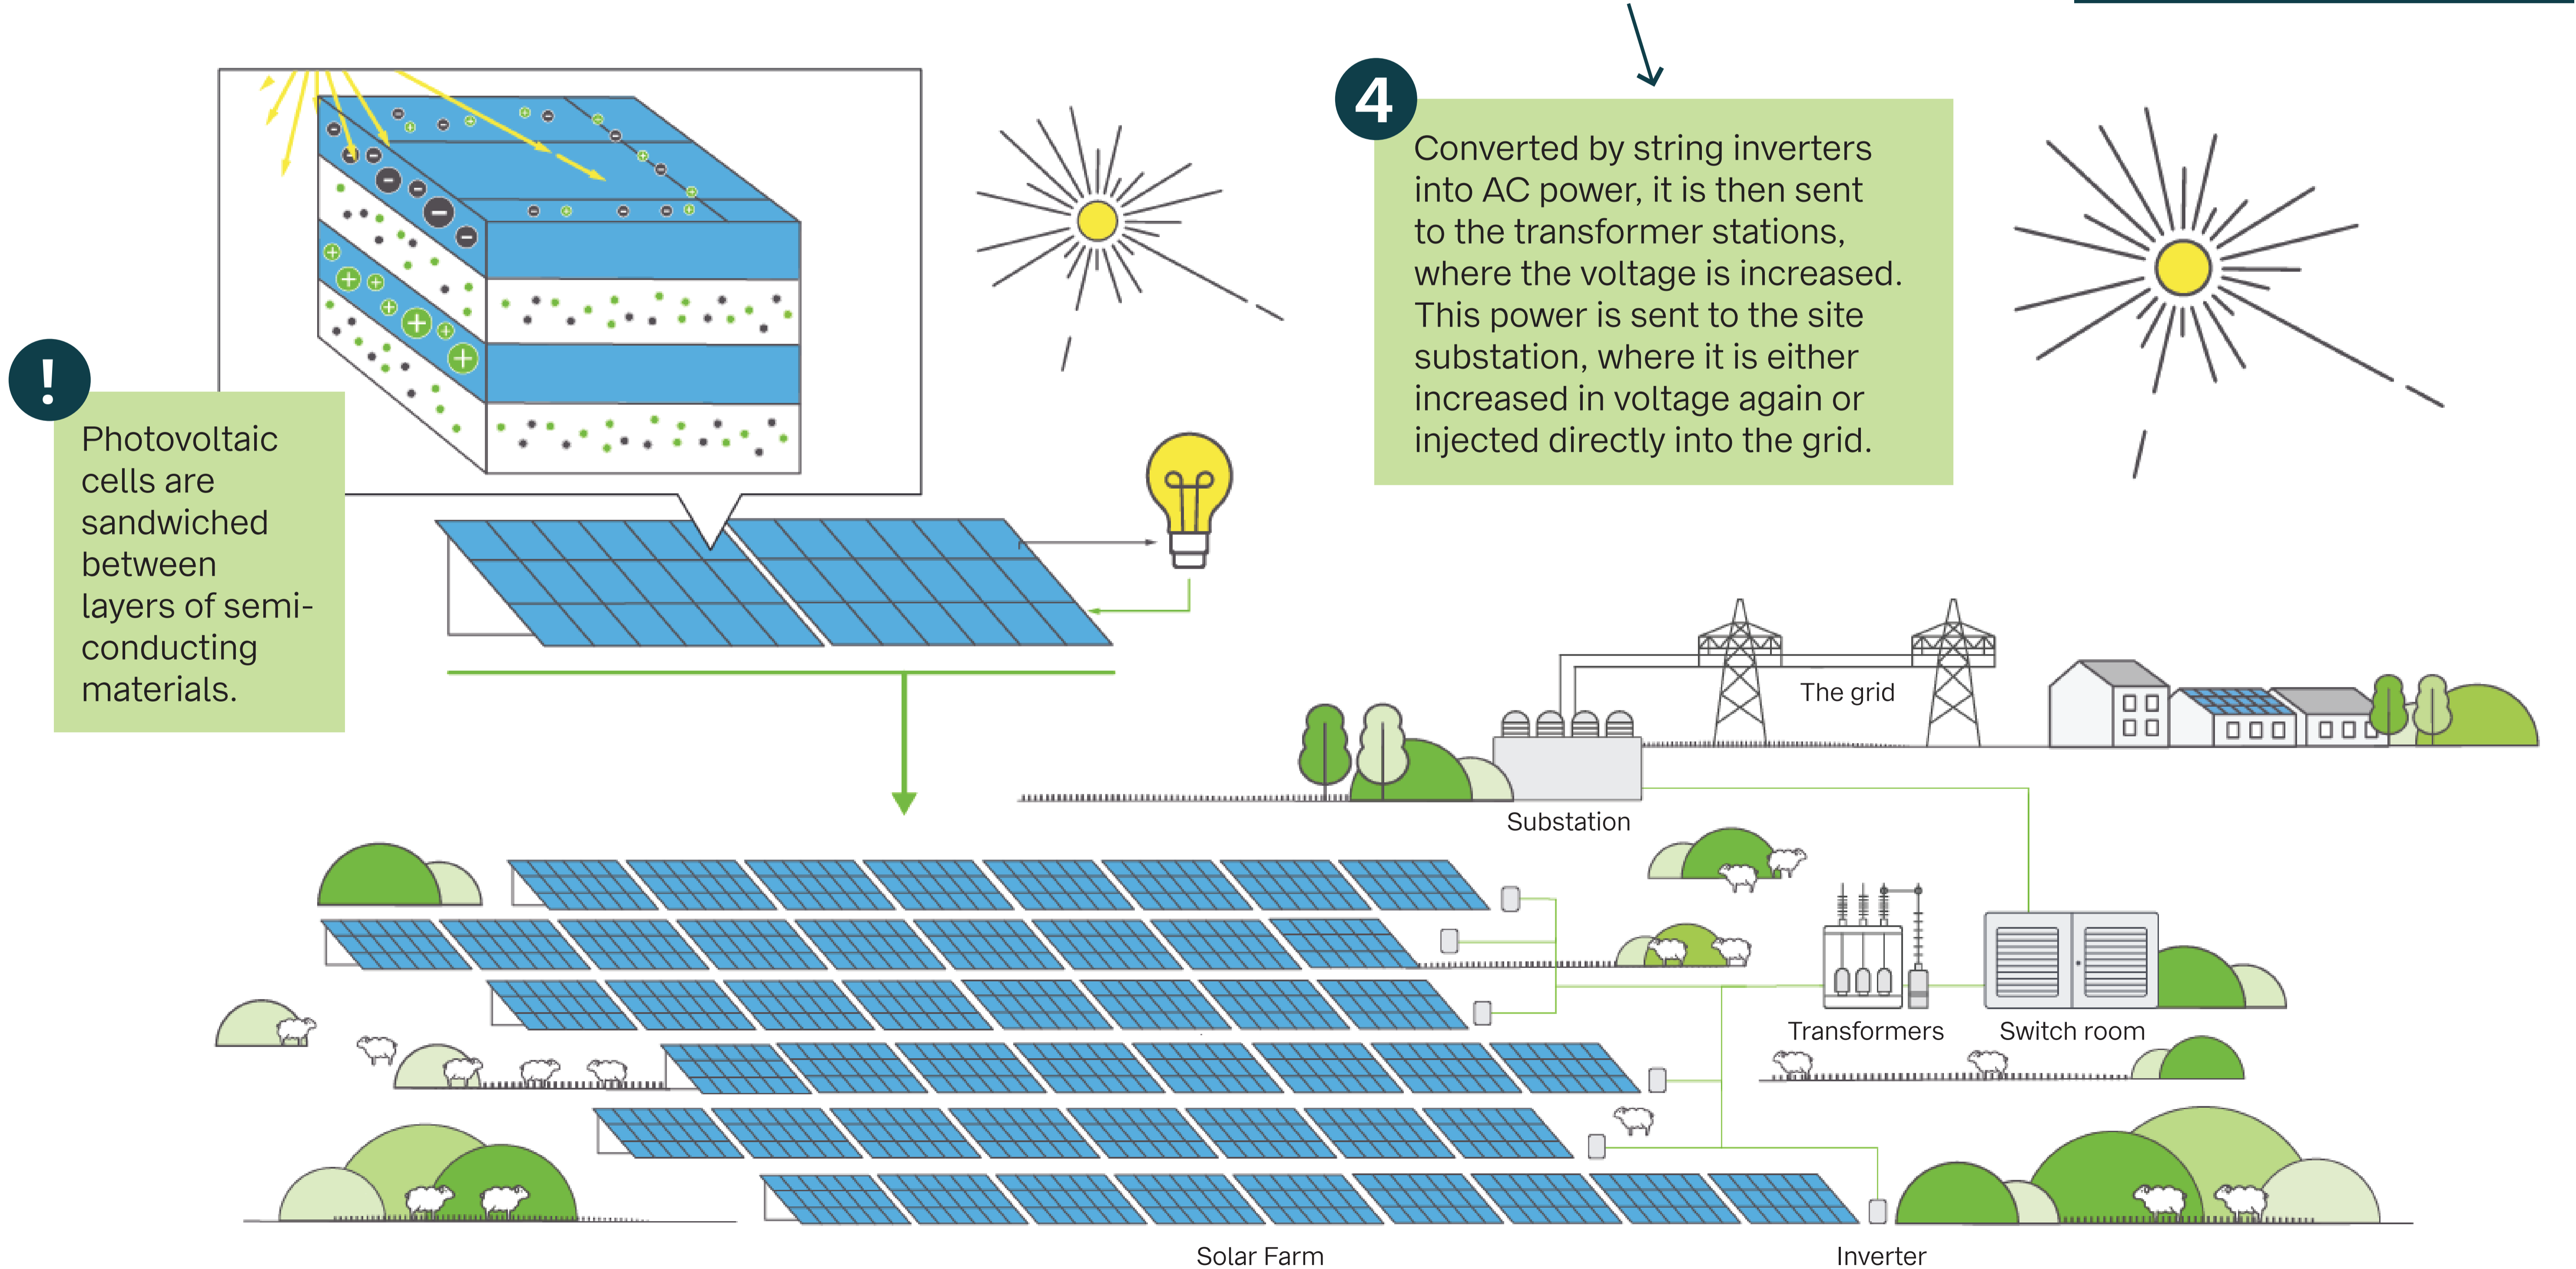 !
Photovoltaic
cells are
sandwiched
between
layers of semi-
conducting
materials.
4
Converted by string inverters
into AC power, it is then sent
to the transformer stations,
where the voltage is increased.
This power is sent to the site
substation, where it is either
increased in voltage again or
injected directly into the grid.
The grid
Substation
Transformers
Switch room
Solar Farm
Inverter